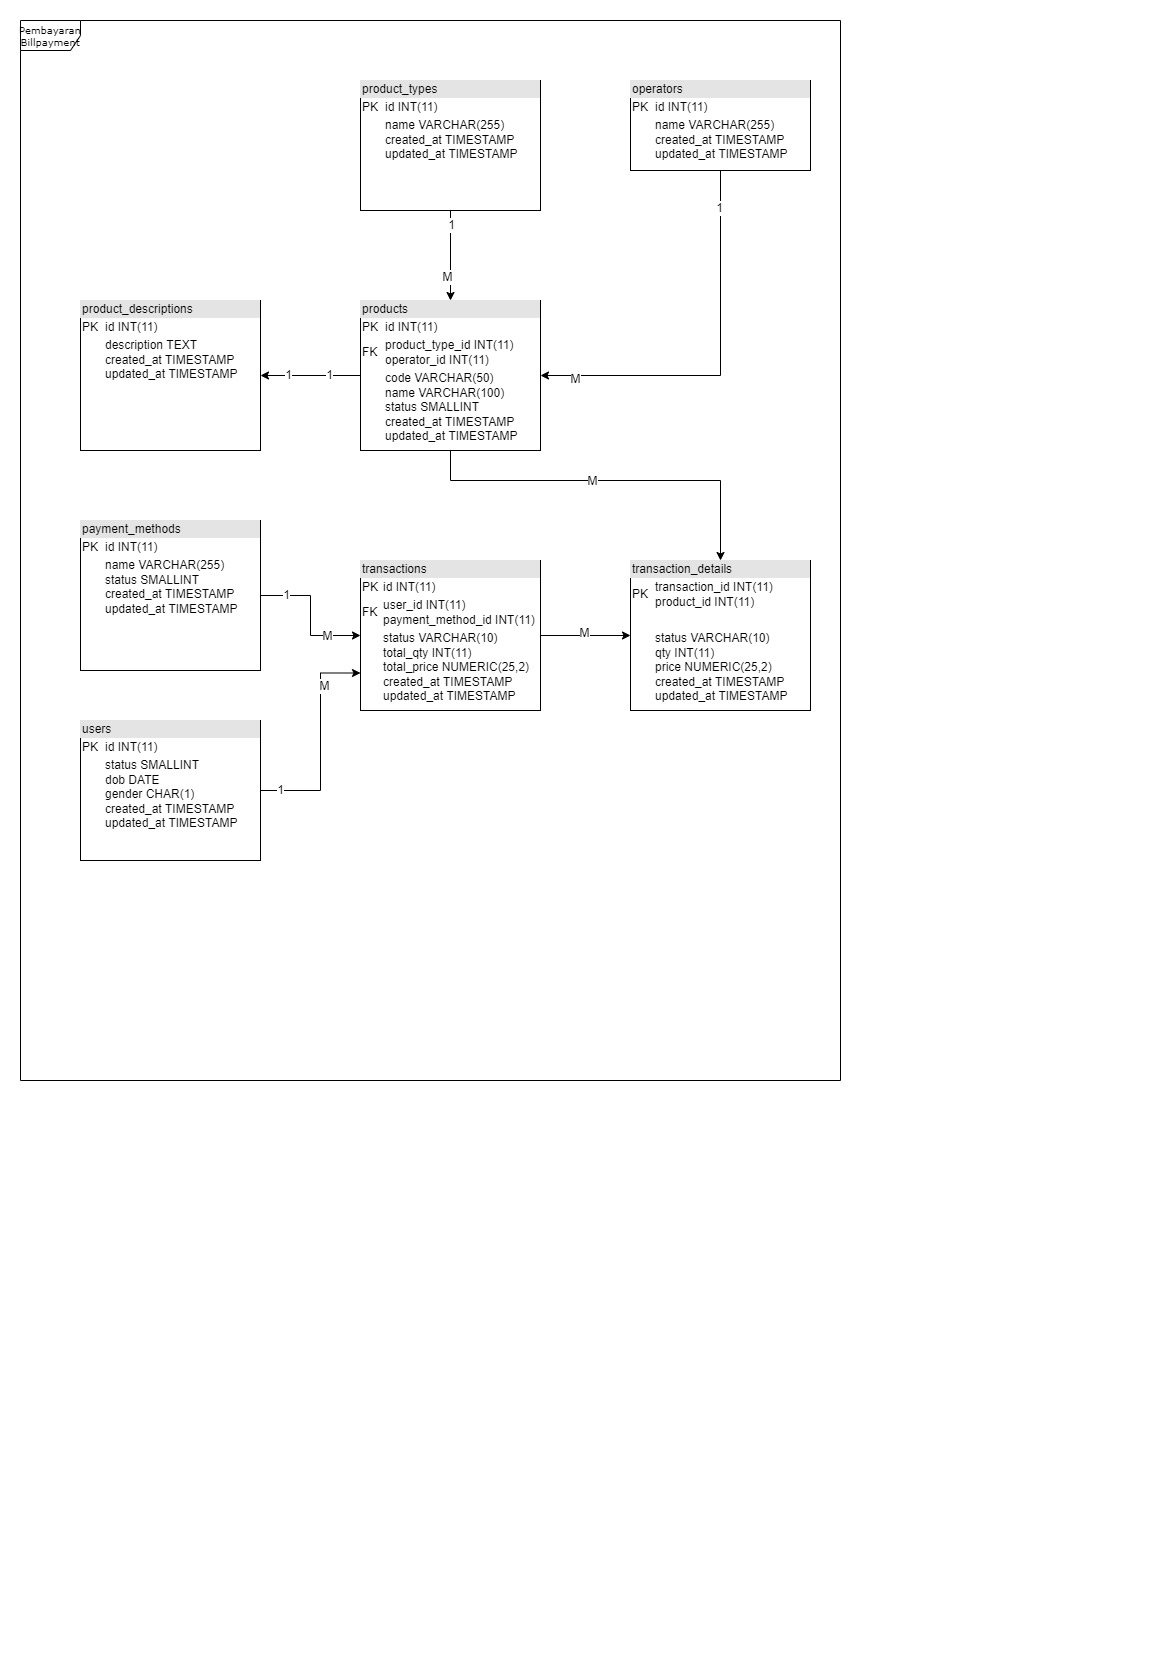 Pembayaran
Billpayment
product_types
PK id INT(11)
name VARCHAR(255)
created_at TIMESTAMP
updated_at TIMESTAMP
operators
PK id INT(11)
name VARCHAR(255)
created_at TIMESTAMP
updated_at TIMESTAMP
1
1
M
product_descriptions
PK id INT(11)
description TEXT
created_at TIMESTAMP
updated_at TIMESTAMP
1
1
products
PK id INT(11)
FK
product_type_id INT(11)
operator_id INT(11)
code VARCHAR(50)
name VARCHAR(100)
status SMALLINT
created_at TIMESTAMP
updated_at TIMESTAMP
M
M
payment_methods
PK id INT(11)
name VARCHAR(255)
status SMALLINT
created_at TIMESTAMP
updated_at TIMESTAMP
1
M
transactions
PK id INT(11)
FK
user_id INT(11)
payment_method_id INT(11)
status VARCHAR(10)
total_qty INT(11)
total_price NUMERIC(25,2)
created_at TIMESTAMP
updated_at TIMESTAMP
M
transaction_details
PK
transaction_id INT(11)
product_id INT(11)
status VARCHAR(10)
qty INT(11)
price NUMERIC(25,2)
created_at TIMESTAMP
updated_at TIMESTAMP
M
users
PK id INT(11)
status SMALLINT
dob DATE
gender CHAR(1)
created_at TIMESTAMP
updated_at TIMESTAMP
1